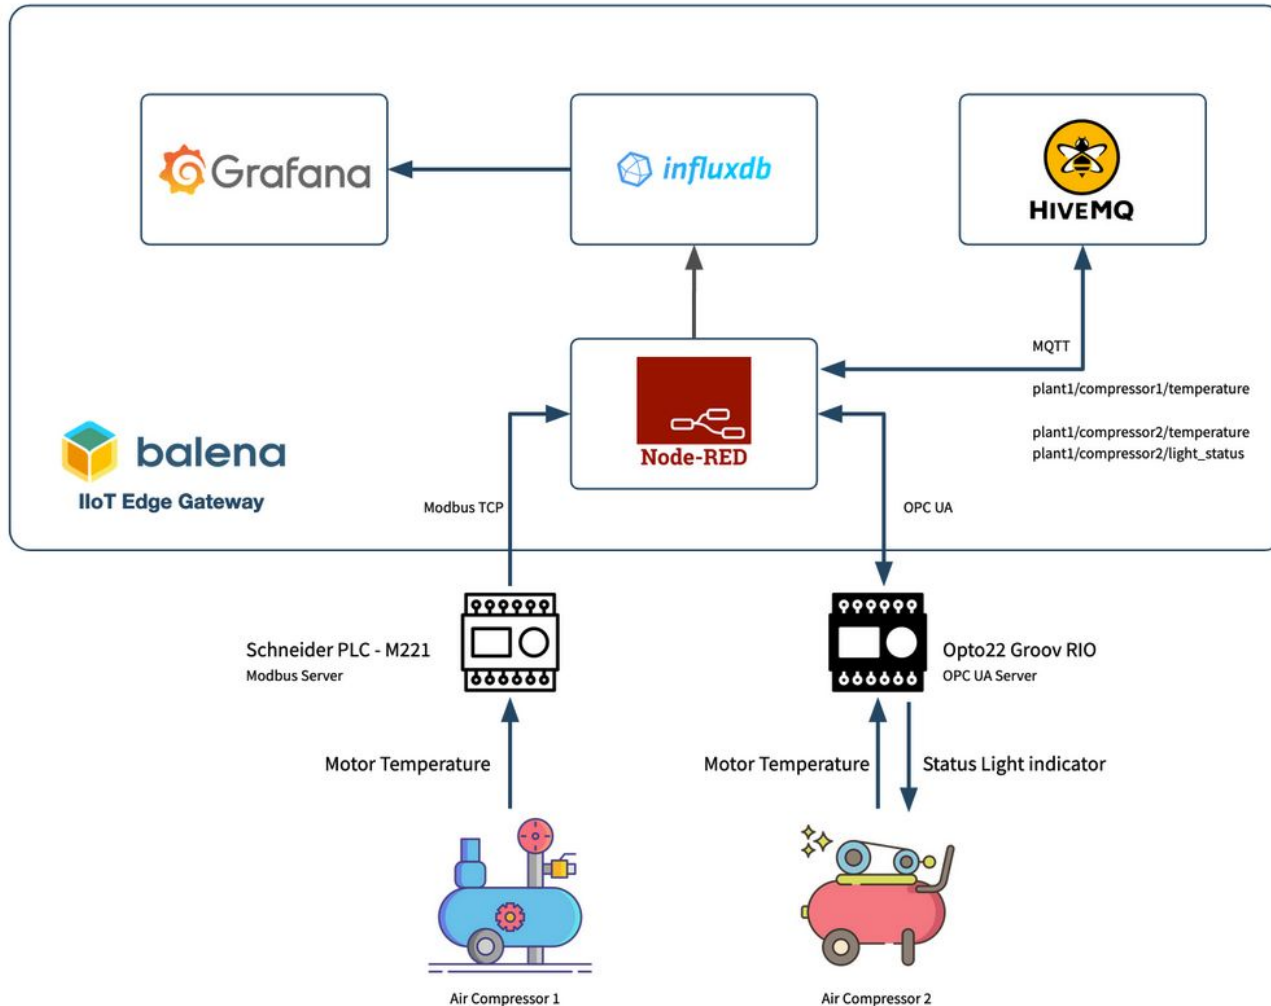 Grafana
influxdb
HIVEMQ
MQTT
plant1/compressor1/temperature
plant1/compressor2/temperature
plant1/compressor2/light_status
Node-RED
balena
IIoT Edge Gateway
Modbus TCP
OPC UA
Schneider PLC - M221
Modbus Server
Opto22 Groov RIO
OPC UA Server
Motor Temperature
Motor Temperature
Status Light indicator
Air Compressor 1
Air Compressor 2